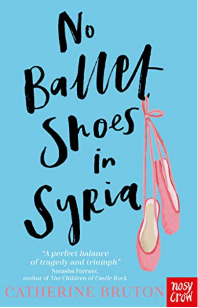 No
Ballet
Shoes
in
Syria
"A perfect balance
of tragedy and triumph"
Natasha Farrant,
author of The Children of Castle Rock
CATHERINE BRUTON
nosy
crow